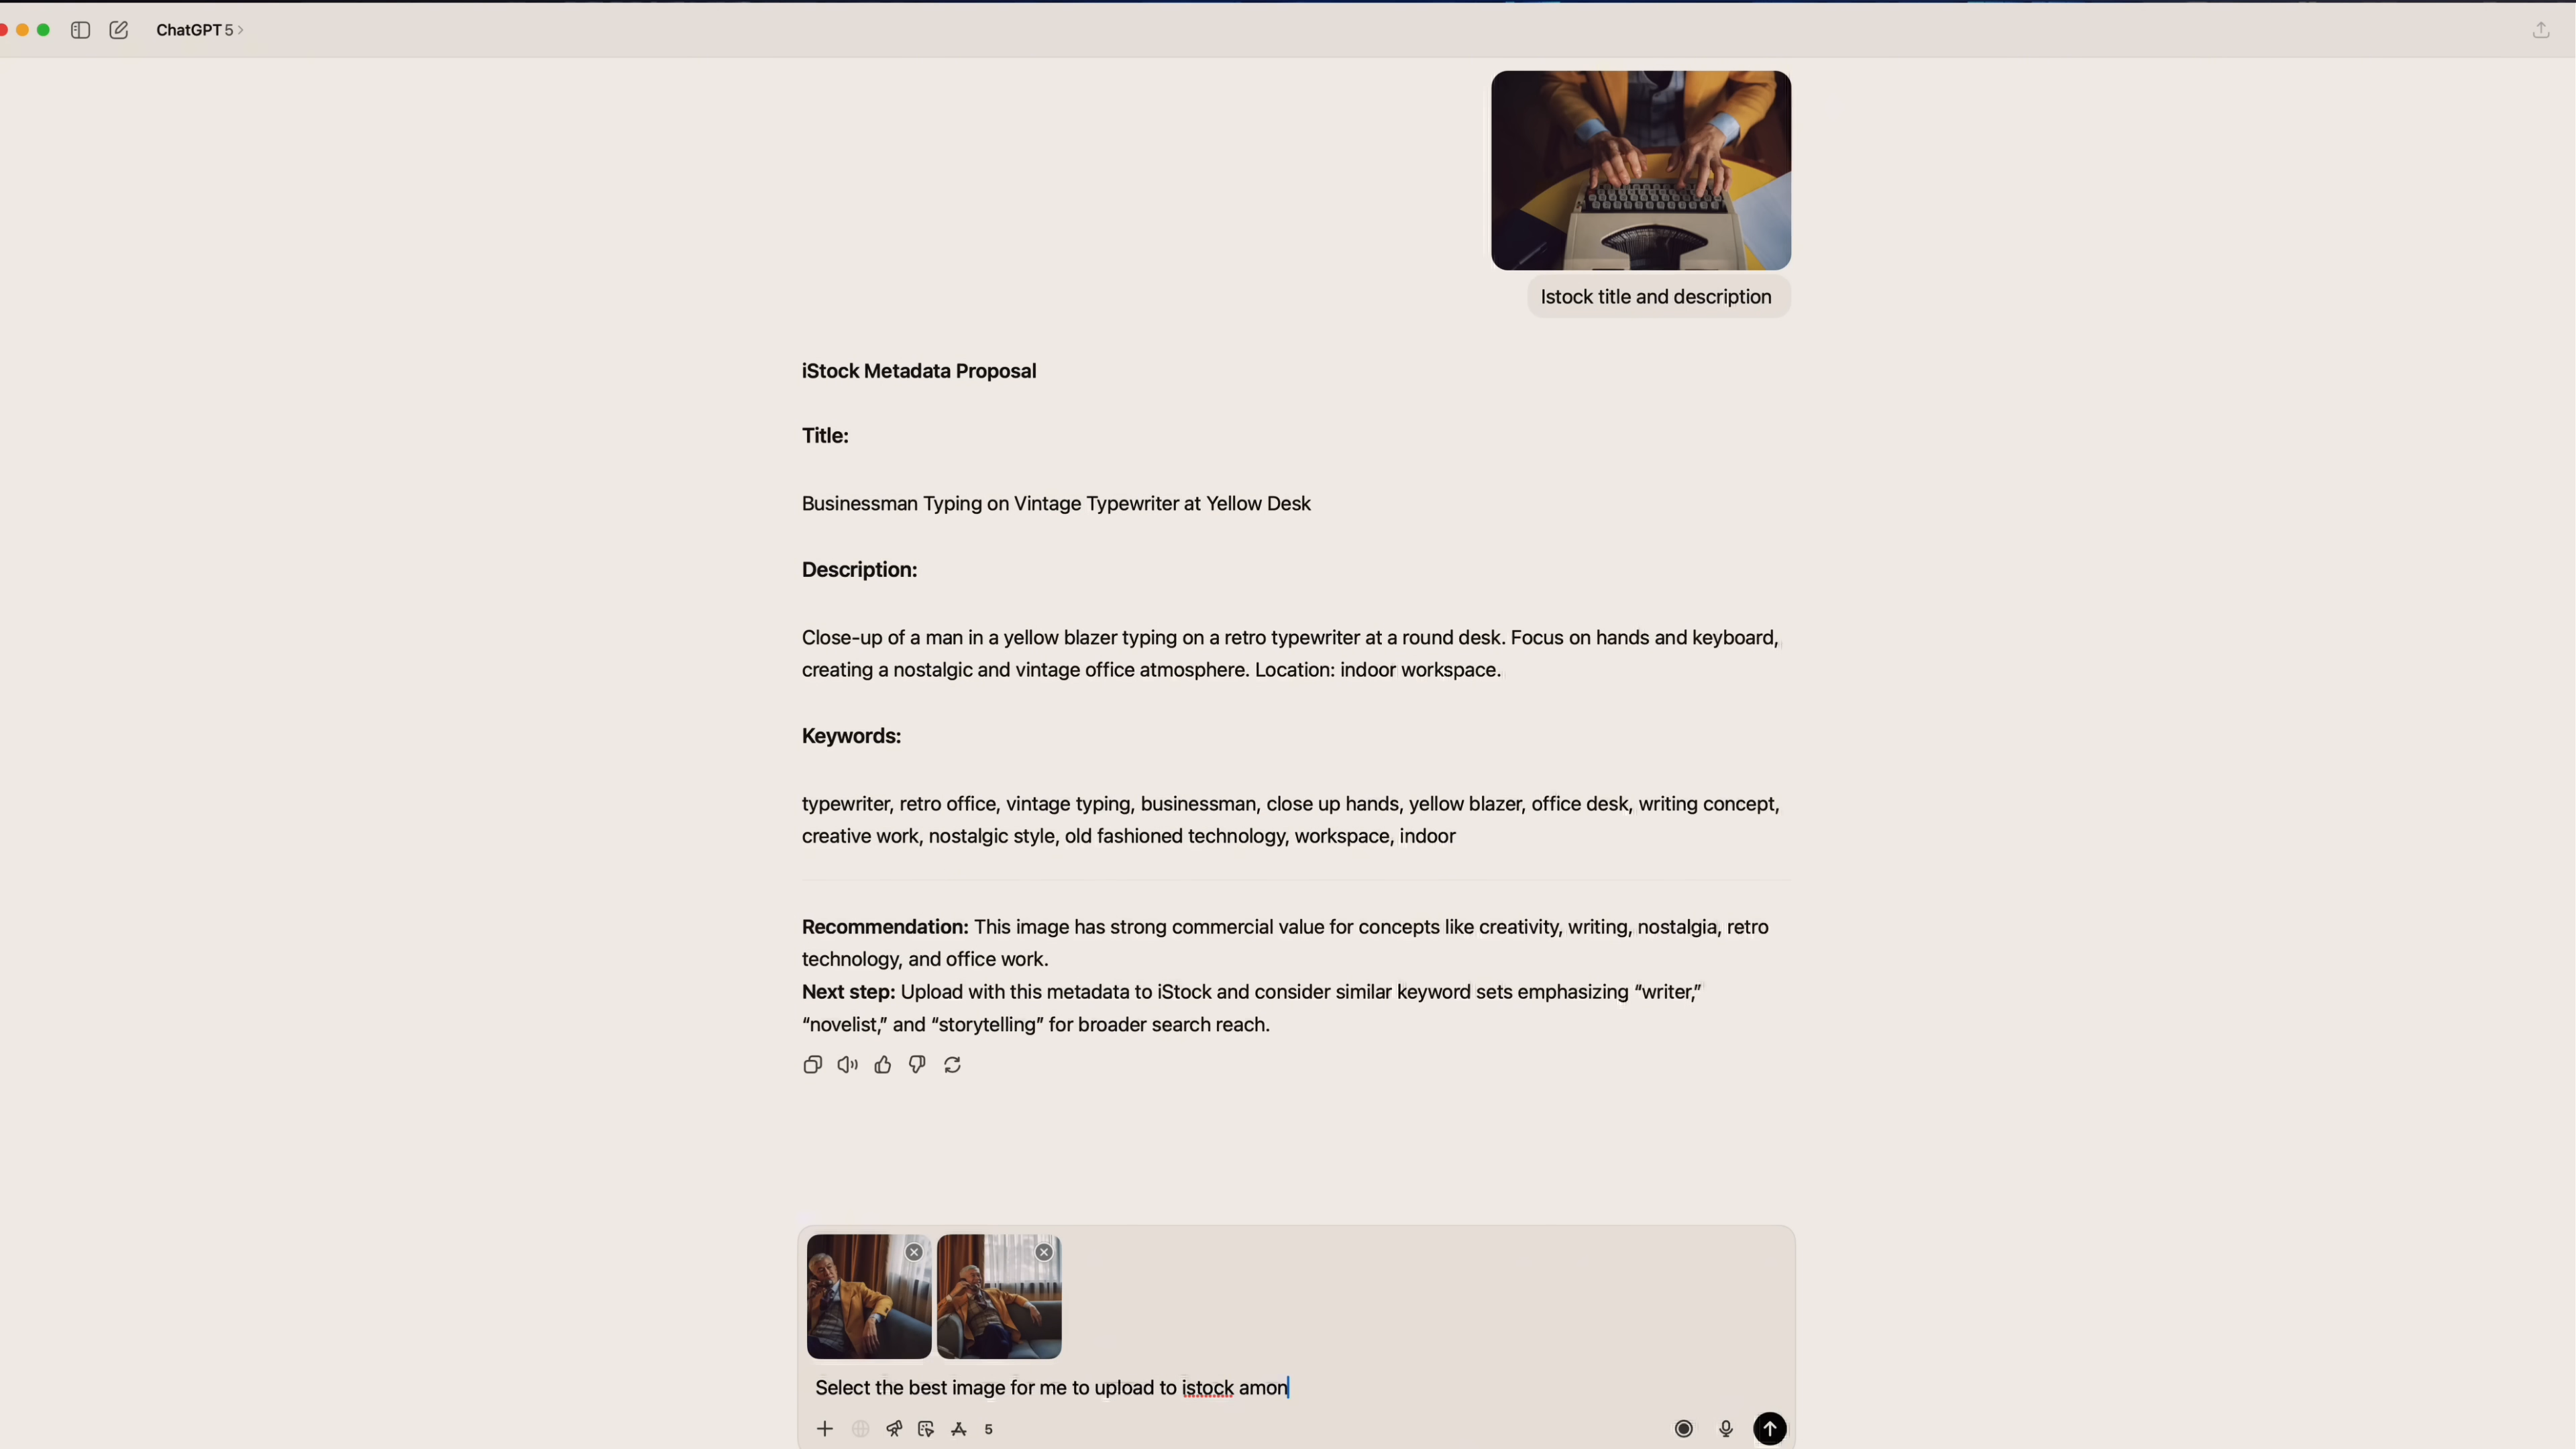 ChatGPT 5 >
Istock title and description
iStock Metadata Proposal
Title:
Businessman Typing on Vintage Typewriter at Yellow Desk
Description:
Close-up of a man in a yellow blazer typing on a retro typewriter at a round desk. Focus on hands and keyboard,
creating a nostalgic and vintage office atmosphere. Location: indoor workspace.
Keywords:
typewriter, retro office, vintage typing, businessman, close up hands, yellow blazer, office desk, writing concept,
creative work, nostalgic style, old fashioned technology, workspace, indoor
Recommendation: This image has strong commercial value for concepts like creativity, writing, nostalgia, retro
technology, and office work.
Next step: Upload with this metadata to iStock and consider similar keyword sets emphasizing “writer,”
“novelist,” and “storytelling” for broader search reach.
Select the best image for me to upload to istock amon
5